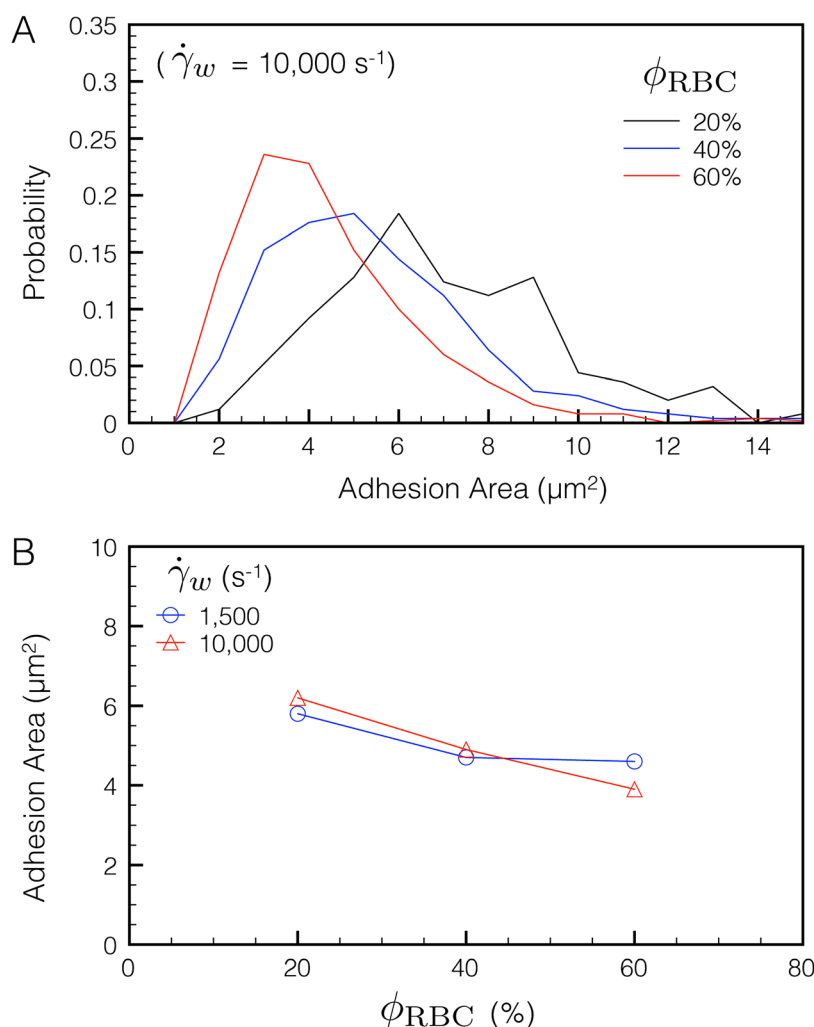 A
( γ̇w = 10,000 s-1)
ϕRBC
20%
40%
60%
0.35
0.3
0.25
0.2
0.15
0.1
0.05
0
Probability
0 2 4 6 8 10 12 14
Adhesion Area (µm2)
B
γ̇w (s-1)
1,500
10,000
10
8
6
4
2
0
Adhesion Area (µm2)
0 20 40 60 80
ϕRBC (%)